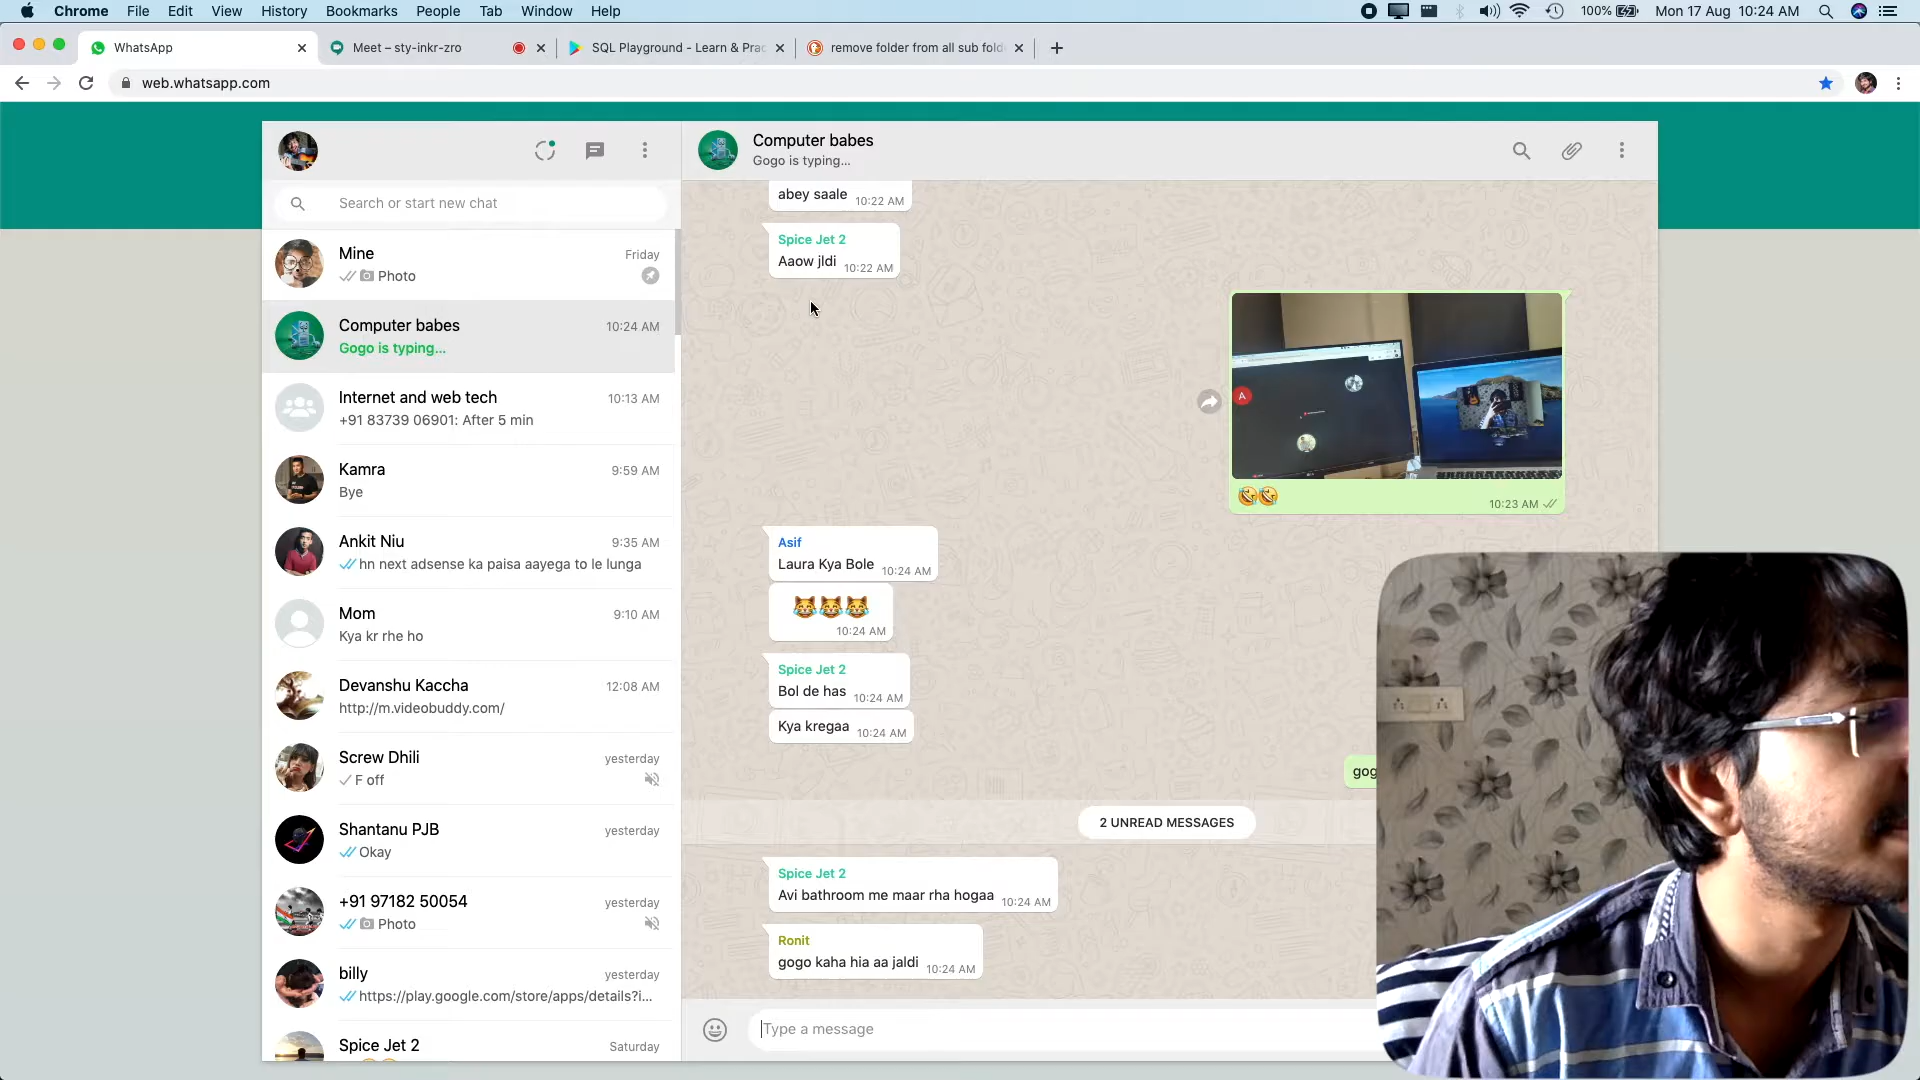 Chrome File Edit View History Bookmarks People Tab Window Help
100% Mon 17 Aug 10:24 AM
WhatsApp
Meet – sty-inkr-zro
SQL Playground - Learn & Prac
remove folder from all sub fold
web.whatsapp.com
Search or start new chat
Mine
Friday
Photo
Computer babes
10:24 AM
Gogo is typing...
Internet and web tech
10:13 AM
+91 83739 06901: After 5 min
Kamra
9:59 AM
Bye
Ankit Niu
9:35 AM
hn next adsense ka paisa aayega to le lunga
Mom
9:10 AM
Kya kr rhe ho
Devanshu Kaccha
12:08 AM
http://m.videobuddy.com/
Screw Dhili
yesterday
F off
Shantanu PJB
yesterday
Okay
+91 97182 50054
yesterday
Photo
billy
yesterday
https://play.google.com/store/apps/details?i...
Spice Jet 2
Saturday
Computer babes
Gogo is typing...
abey saale 10:22 AM
Spice Jet 2
Aaow jldi 10:22 AM
A
🤣🤣
10:23 AM
Asif
Laura Kya Bole 10:24 AM
😹😹😹
10:24 AM
Spice Jet 2
Bol de has 10:24 AM
Kya kregaa 10:24 AM
gog
2 UNREAD MESSAGES
Spice Jet 2
Avi bathroom me maar rha hogaa 10:24 AM
Ronit
gogo kaha hia aa jaldi 10:24 AM
Type a message